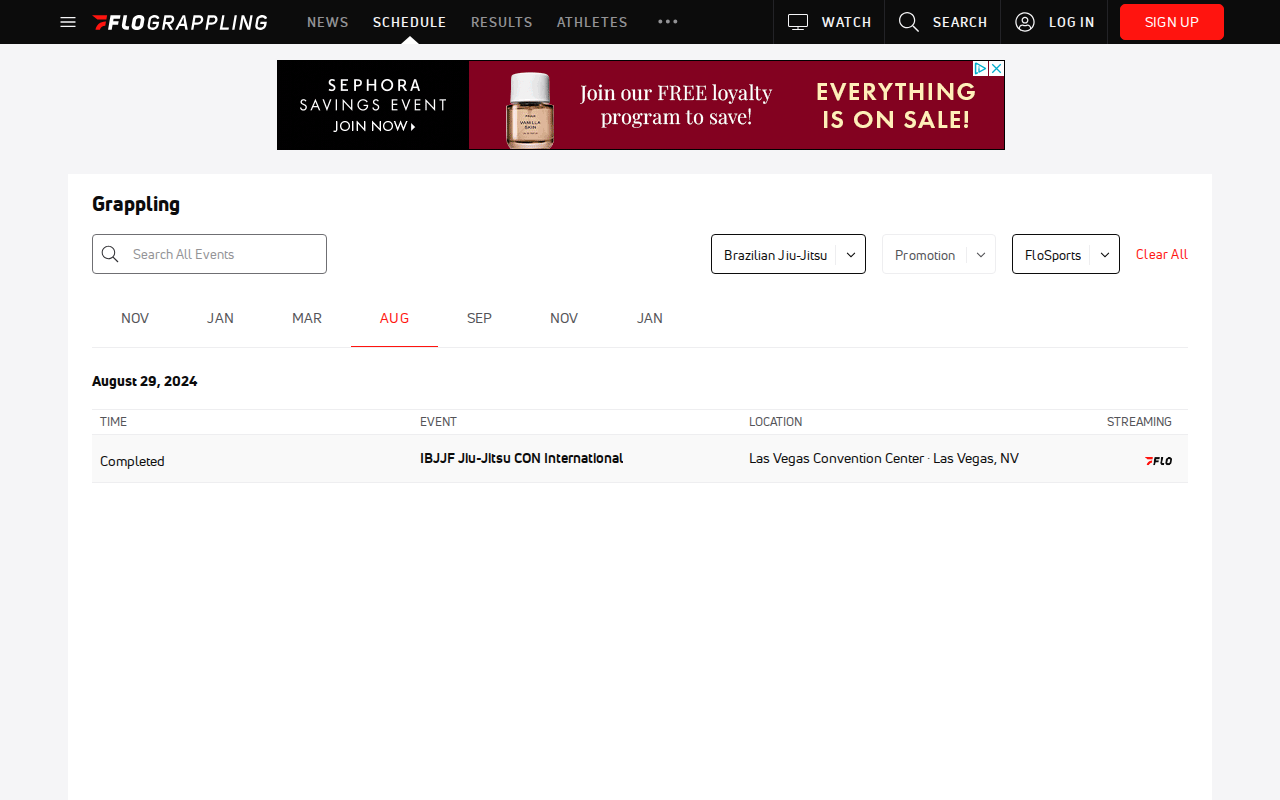 FLOGRAPPLING NEWS SCHEDULE RESULTS ATHLETES ••• WATCH SEARCH LOG IN SIGN UP
SEPHORA
SAVINGS EVENT
JOIN NOW
VANILLA
SKIN
Join our FREE loyalty
program to save!
EVERYTHING
IS ON SALE!
Grappling
Search All Events Brazilian Jiu-Jitsu Promotion FloSports Clear All
NOV JAN MAR AUG SEP NOV JAN
August 29, 2024
TIME EVENT LOCATION STREAMING
Completed IBJJF Jiu-Jitsu CON International Las Vegas Convention Center · Las Vegas, NV FLO